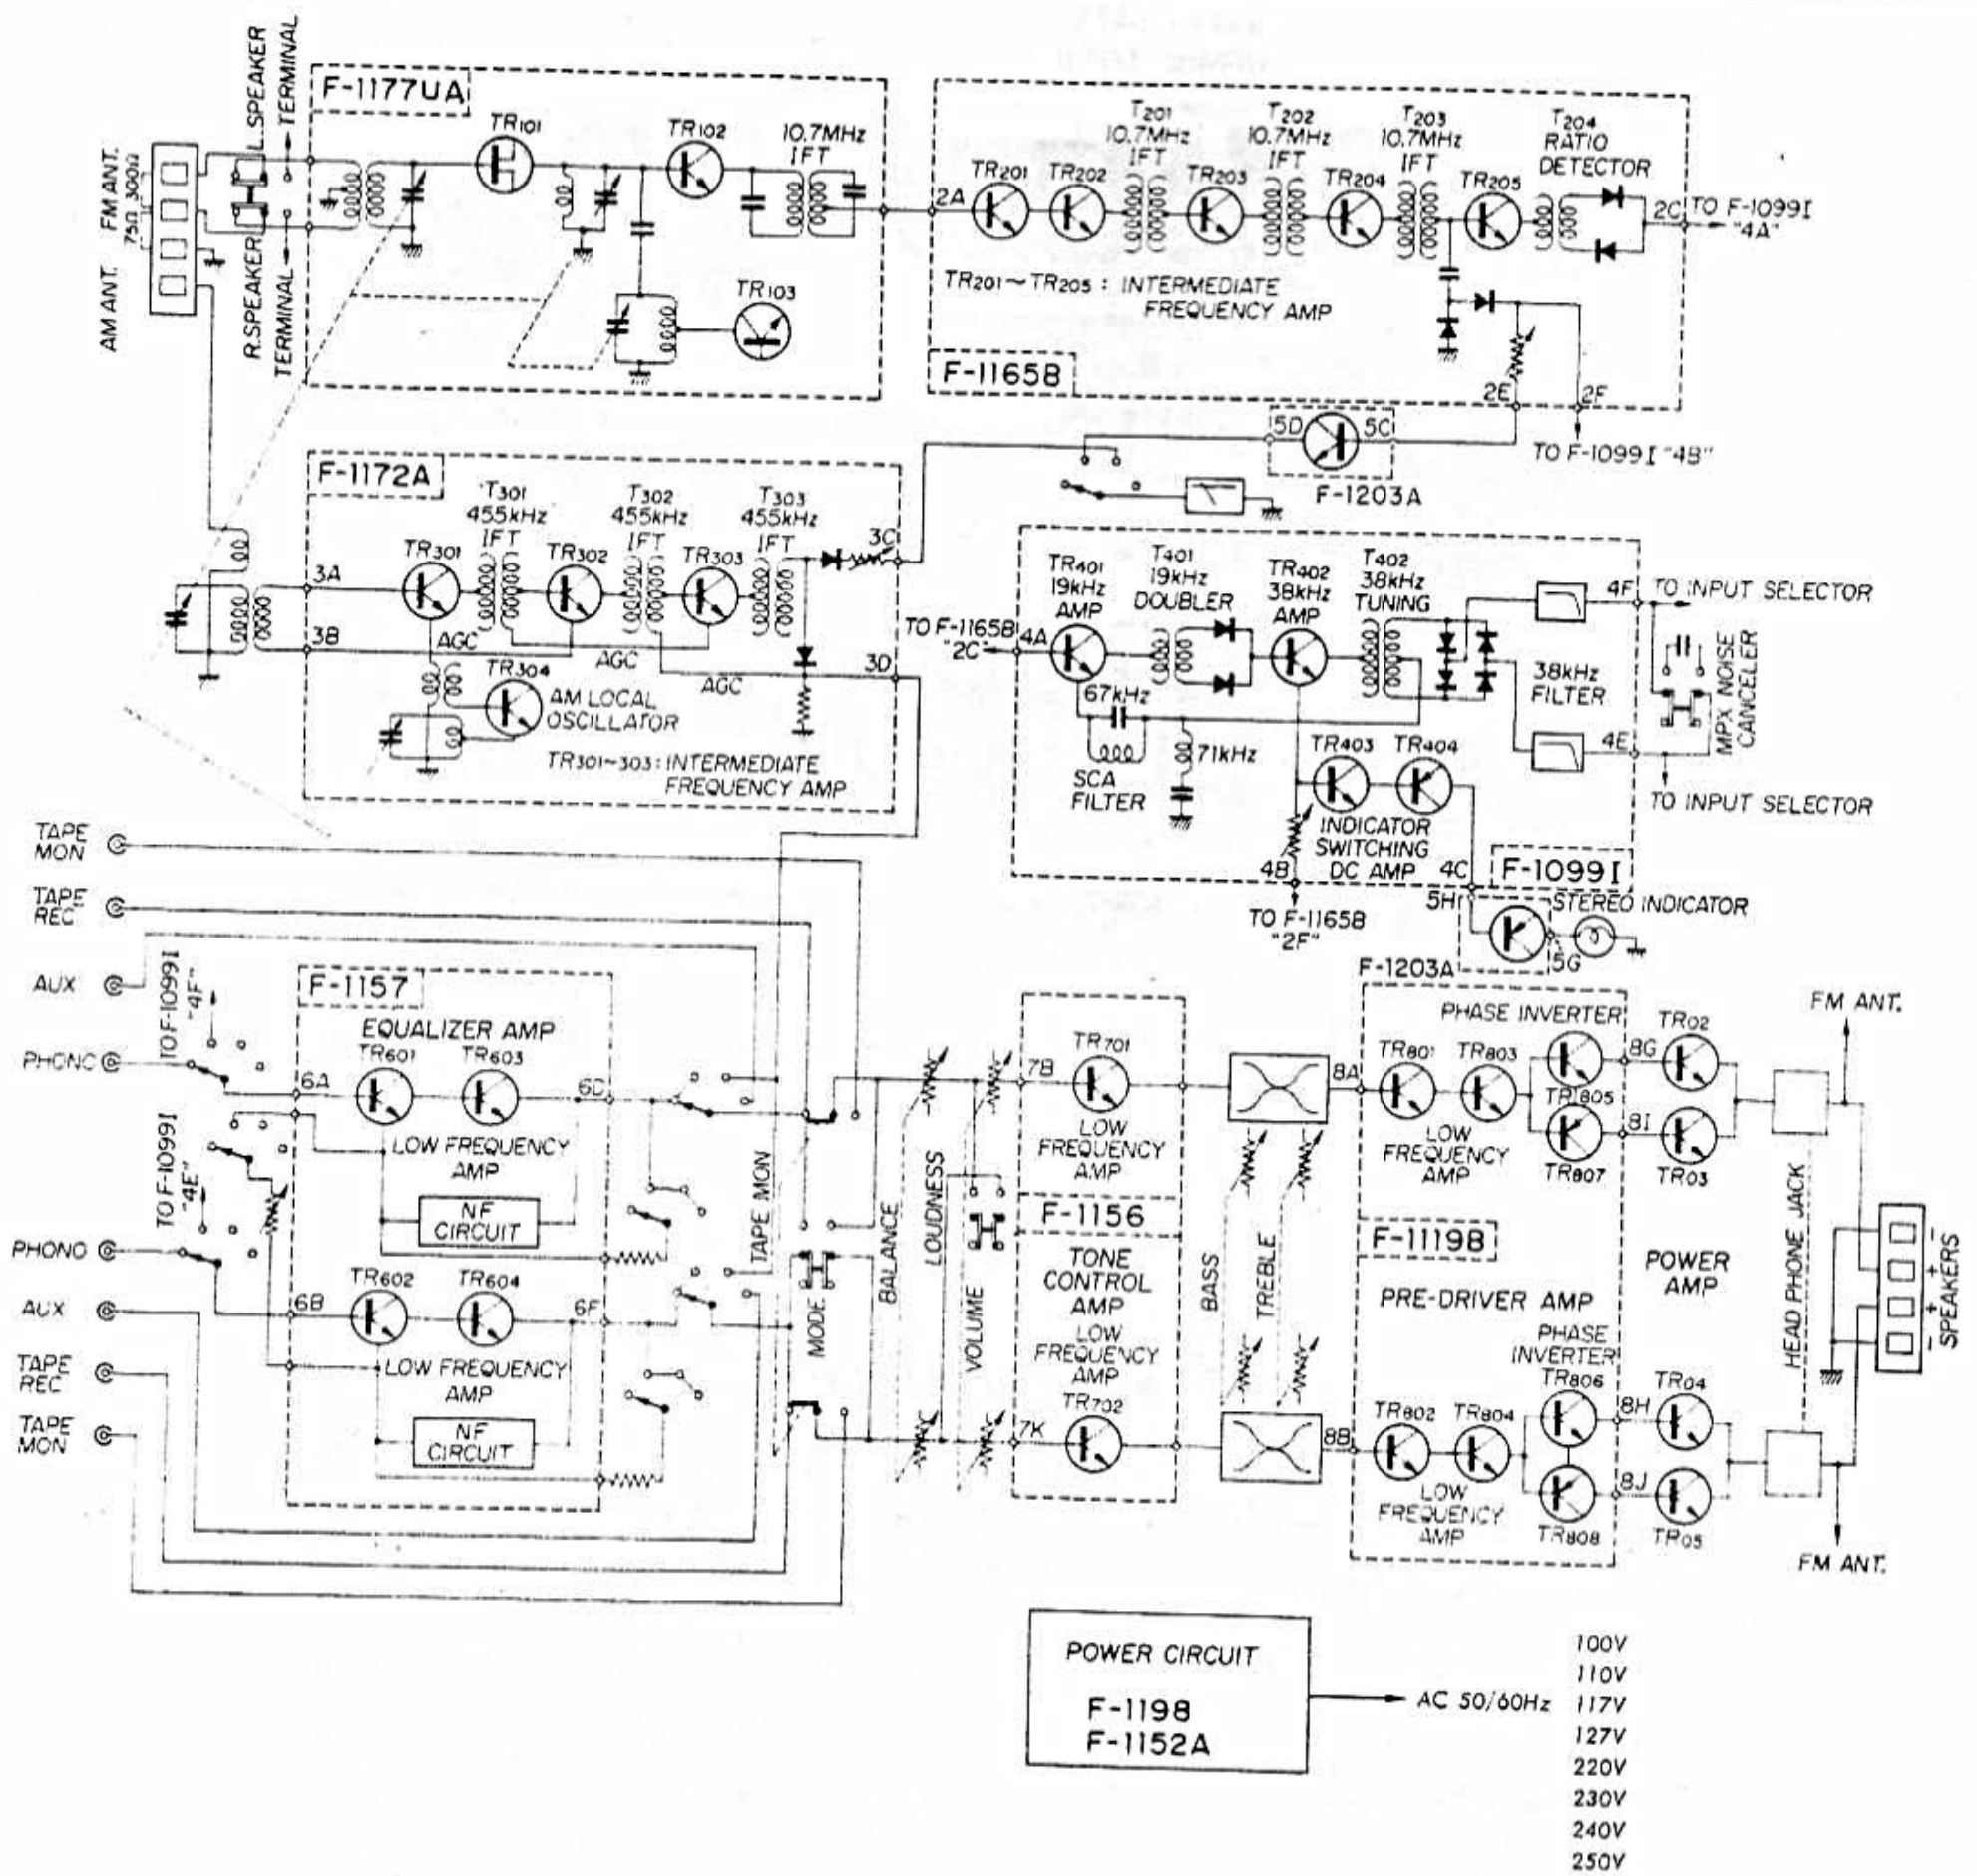 L.SPEAKER
TERMINAL
R.SPEAKER
TERMINAL
FM ANT.
75Ω 300Ω
AM ANT.
F-1177UA
TR101
TR102
10.7MHz
IFT
TR103
T201
10.7MHz
IFT
T202
10.7MHz
IFT
T203
10.7MHz
IFT
T204
RATIO
DETECTOR
2A
TR201
TR202
TR203
TR204
TR205
2C
TO F-1099I
"4A"
TR201~TR205 : INTERMEDIATE
FREQUENCY AMP
F-1165B
2E
2F
TO F-1099I "4B"
5D
5C
F-1203A
F-1172A
T301
455kHz
IFT
T302
455kHz
IFT
T303
455kHz
IFT
3A
TR301
TR302
TR303
3C
3B
AGC
AGC
AGC
3D
TR304
AM LOCAL
OSCILLATOR
TR301~303 : INTERMEDIATE
FREQUENCY AMP
TR401
19kHz
AMP
T401
19kHz
DOUBLER
TR402
38kHz
AMP
T402
38kHz
TUNING
4F
TO INPUT SELECTOR
TO F-1165B
"2C"
4A
67kHz
SCA
FILTER
71kHz
TR403
TR404
38kHz
FILTER
4E
MPX NOISE
CANCELER
TO INPUT SELECTOR
INDICATOR
SWITCHING
DC AMP
4B
4C
F-1099I
TO F-1165B
"2F"
5H
STEREO INDICATOR
5G
F-1203A
TAPE
MON
TAPE
REC
AUX
PHONO
TO F-1099I
"4F"
TO F-1099I
"4E"
PHONO
AUX
TAPE
REC
TAPE
MON
F-1157
EQUALIZER AMP
TR601
TR603
6A
6D
LOW FREQUENCY
AMP
NF
CIRCUIT
TR602
TR604
6B
6F
LOW FREQUENCY
AMP
NF
CIRCUIT
TAPE MON
MODE
BALANCE
LOUDNESS
VOLUME
7B
TR701
LOW
FREQUENCY
AMP
F-1156
TONE
CONTROL
AMP
LOW
FREQUENCY
AMP
TR702
7K
BASS
TREBLE
8A
PHASE INVERTER
TR801
TR803
TR805
TR807
LOW
FREQUENCY
AMP
8G
TR02
8I
TR03
F-1119B
PRE-DRIVER AMP
POWER
AMP
PHASE
INVERTER
8B
TR802
TR804
TR806
TR808
LOW
FREQUENCY
AMP
8H
TR04
8J
TR05
FM ANT.
HEAD PHONE JACK
- + + -
SPEAKERS
FM ANT.
POWER CIRCUIT
F-1198
F-1152A
AC 50/60Hz
100V
110V
117V
127V
220V
230V
240V
250V